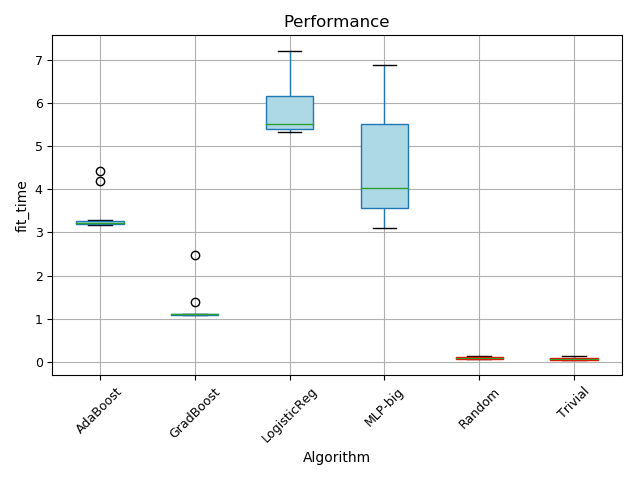 Performance
7
6
5
4
3
2
1
0
fit_time
AdaBoost
GradBoost
LogisticReg
MLP-big
Random
Trivial
Algorithm